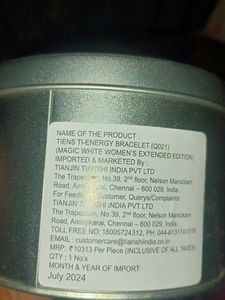 NAME OF THE PRODUCT :
TIENS TI-ENERGY BRACELET (Q021)
(MAGIC WHITE WOMEN'S EXTENDED EDITION)
IMPORTED & MARKETED By :
TIANJIN TIANSHI INDIA PVT LTD
The Trapezium, No.39, 2nd floor, Nelson Manickam
Road, Aminjikarai, Chennai – 600 029, India
For Feedback / Customer, Querys/Complaints:
TIANJIN TIANSHI INDIA PVT LTD
The Trapezium, No.39, 2nd floor, Nelson Manickam
Road, Aminjikarai, Chennai – 600 029, India.
TOLL FREE NO: 18005724312, PH: 044-61317417/18
EMAIL : customercare@tianshiindia.co.in
MRP : ₹10313 Per Piece (INCLUSIVE OF ALL TAXES)
QTY : 1 No's
MONTH & YEAR OF IMPORT:
July 2024